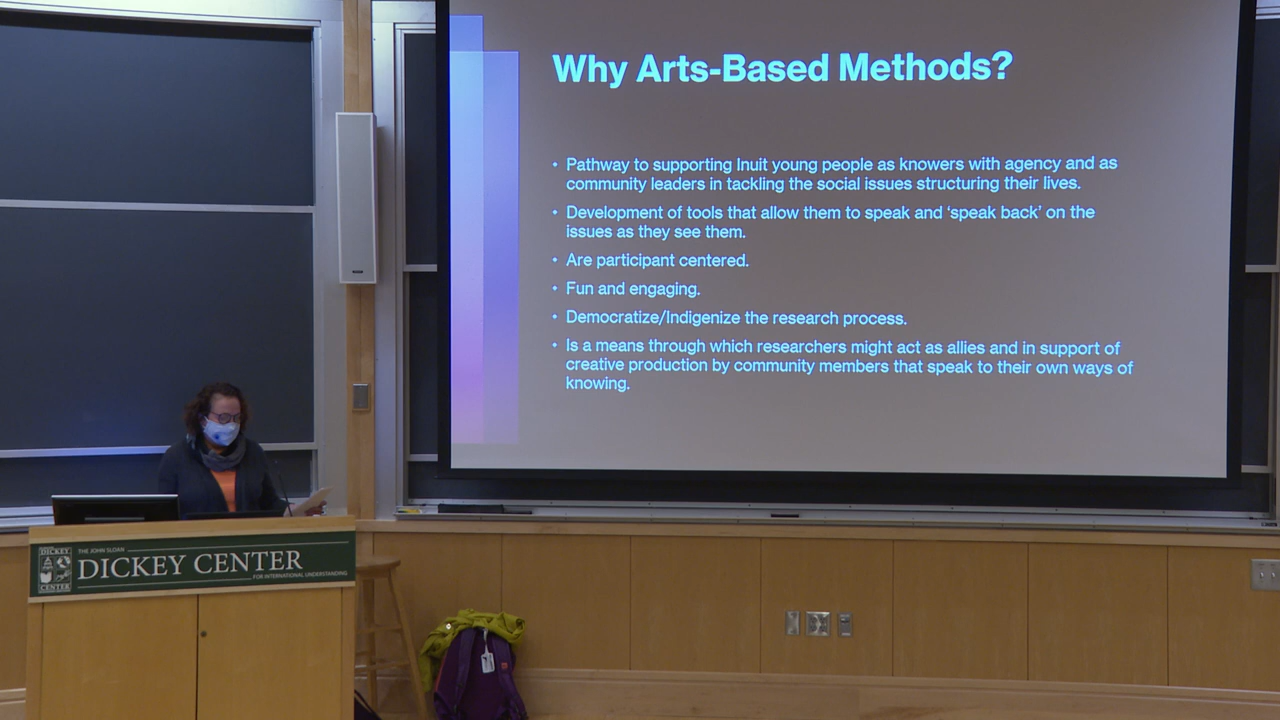 Why Arts-Based Methods?
• Pathway to supporting Inuit young people as knowers with agency and as
community leaders in tackling the social issues structuring their lives.
• Development of tools that allow them to speak and ‘speak back’ on the
issues as they see them.
• Are participant centered.
• Fun and engaging.
• Democratize/Indigenize the research process.
• Is a means through which researchers might act as allies and in support of
creative production by community members that speak to their own ways of
knowing.
DICKEY
CENTER
THE JOHN SLOAN
DICKEY CENTER
FOR INTERNATIONAL UNDERSTANDING